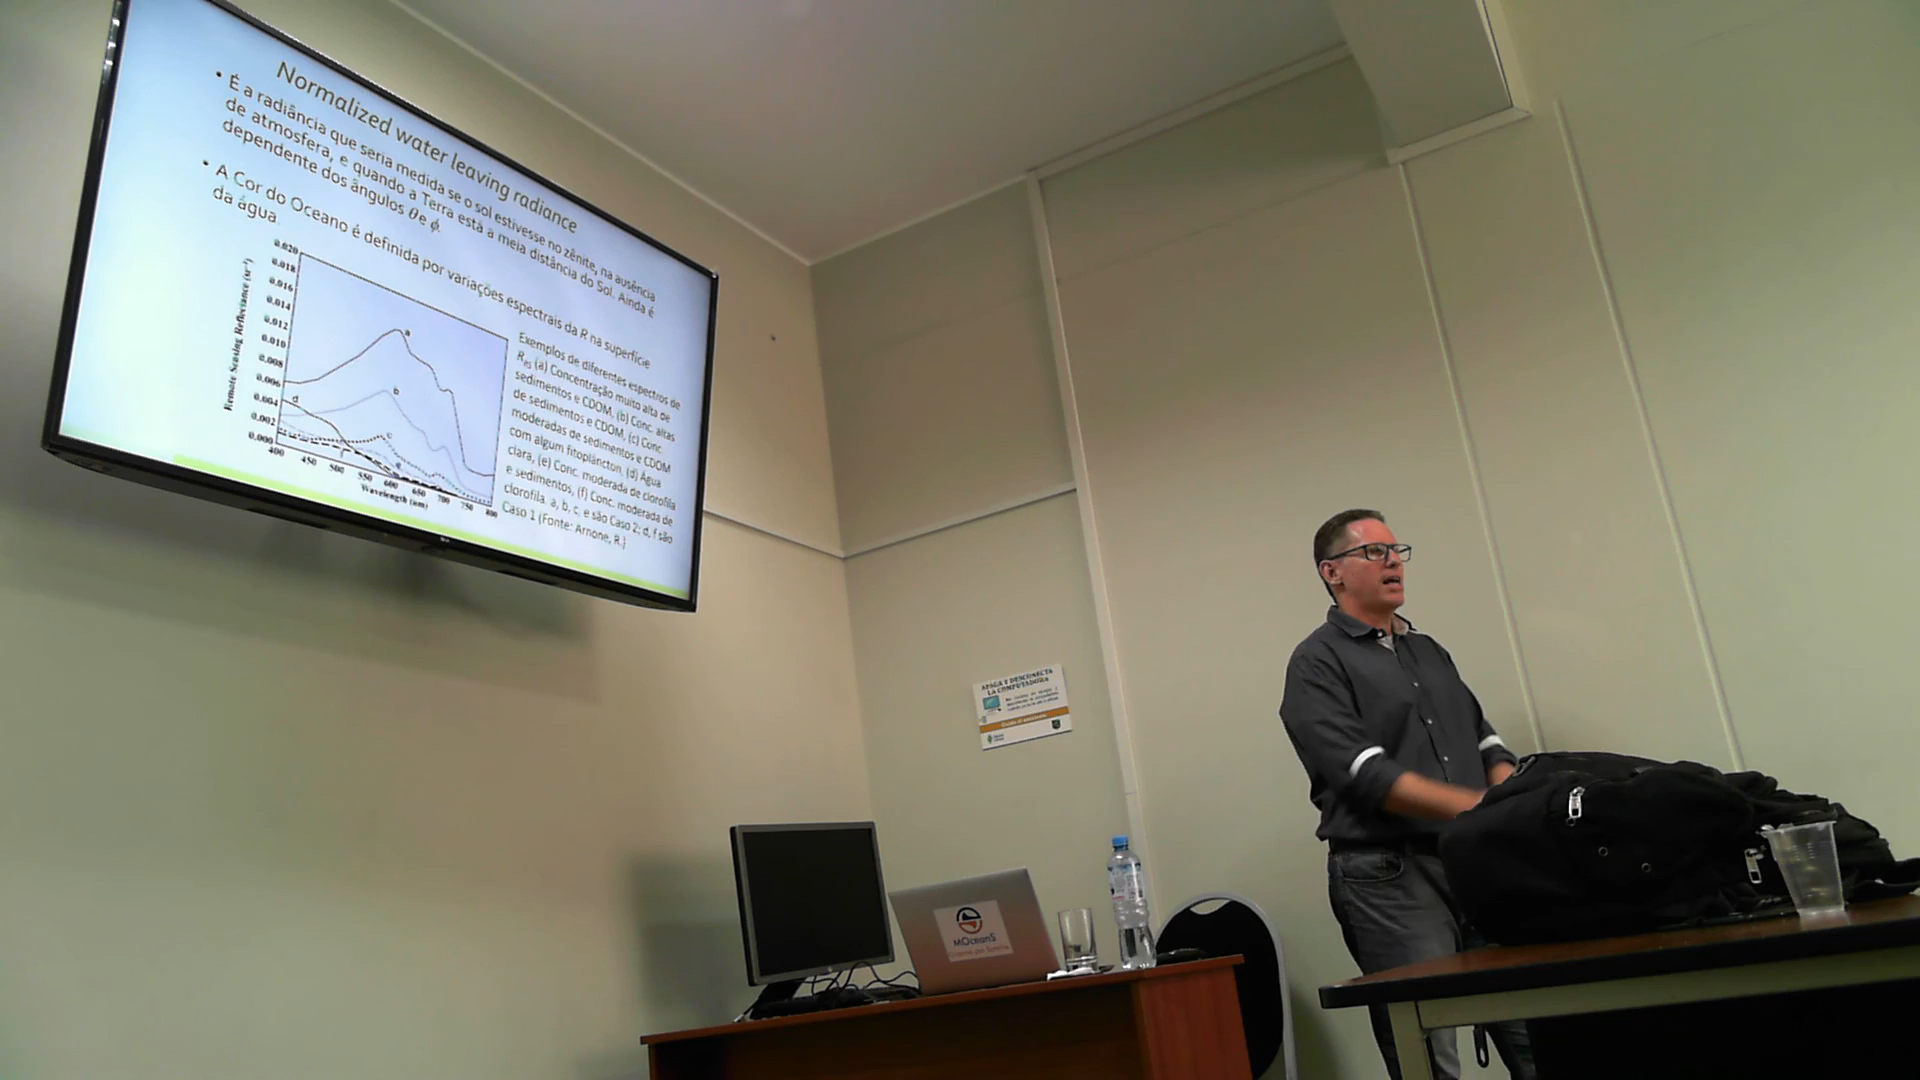 Normalized water leaving radiance
• É a radiância que seria medida se o sol estivesse no zênite, na ausência
de atmosfera, e quando a Terra está à meia distância do Sol. Ainda é
dependente dos ângulos θ e ϕ.
• A Cor do Oceano é definida por variações espectrais da R na superfície
da água.
Remote Sensing Reflectance (sr⁻¹)
0.020
0.018
0.016
0.014
0.012
0.010
0.008
0.006
0.004
0.002
0.000
a
b
c
d
e
f
400 450 500 550 600 650 700 750 800
Wavelength (nm)
Exemplos de diferentes espectros de
RRS (a) Concentração muito alta de
sedimentos e CDOM, (b) Conc. altas
de sedimentos e CDOM, (c) Conc.
moderadas de sedimentos e CDOM
com algum fitoplâncton, (d) Água
clara, (e) Conc. moderada de clorofila
e sedimentos, (f) Conc. moderada de
clorofila. a, b, c, e são Caso 2; d, f são
Caso 1 (Fonte: Arnone, R.)
APAGA Y DESCONECTA
LA COMPUTADORA
MOceanS